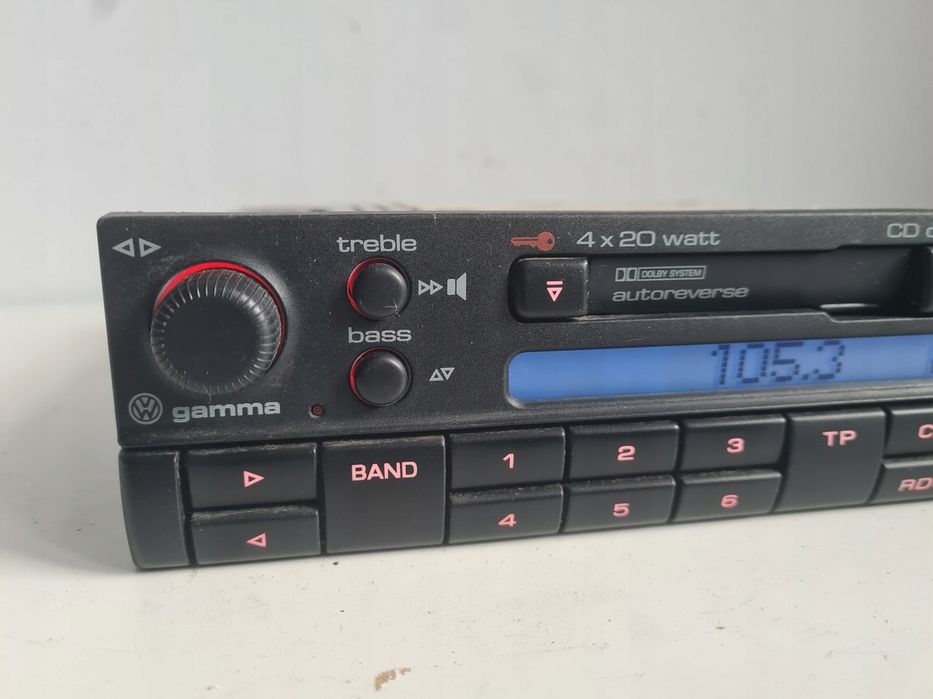 treble
4 x 20 watt
CD
DOLBY SYSTEM
autoreverse
bass
105.3
gamma
BAND
1
2
3
TP
4
5
6
RD